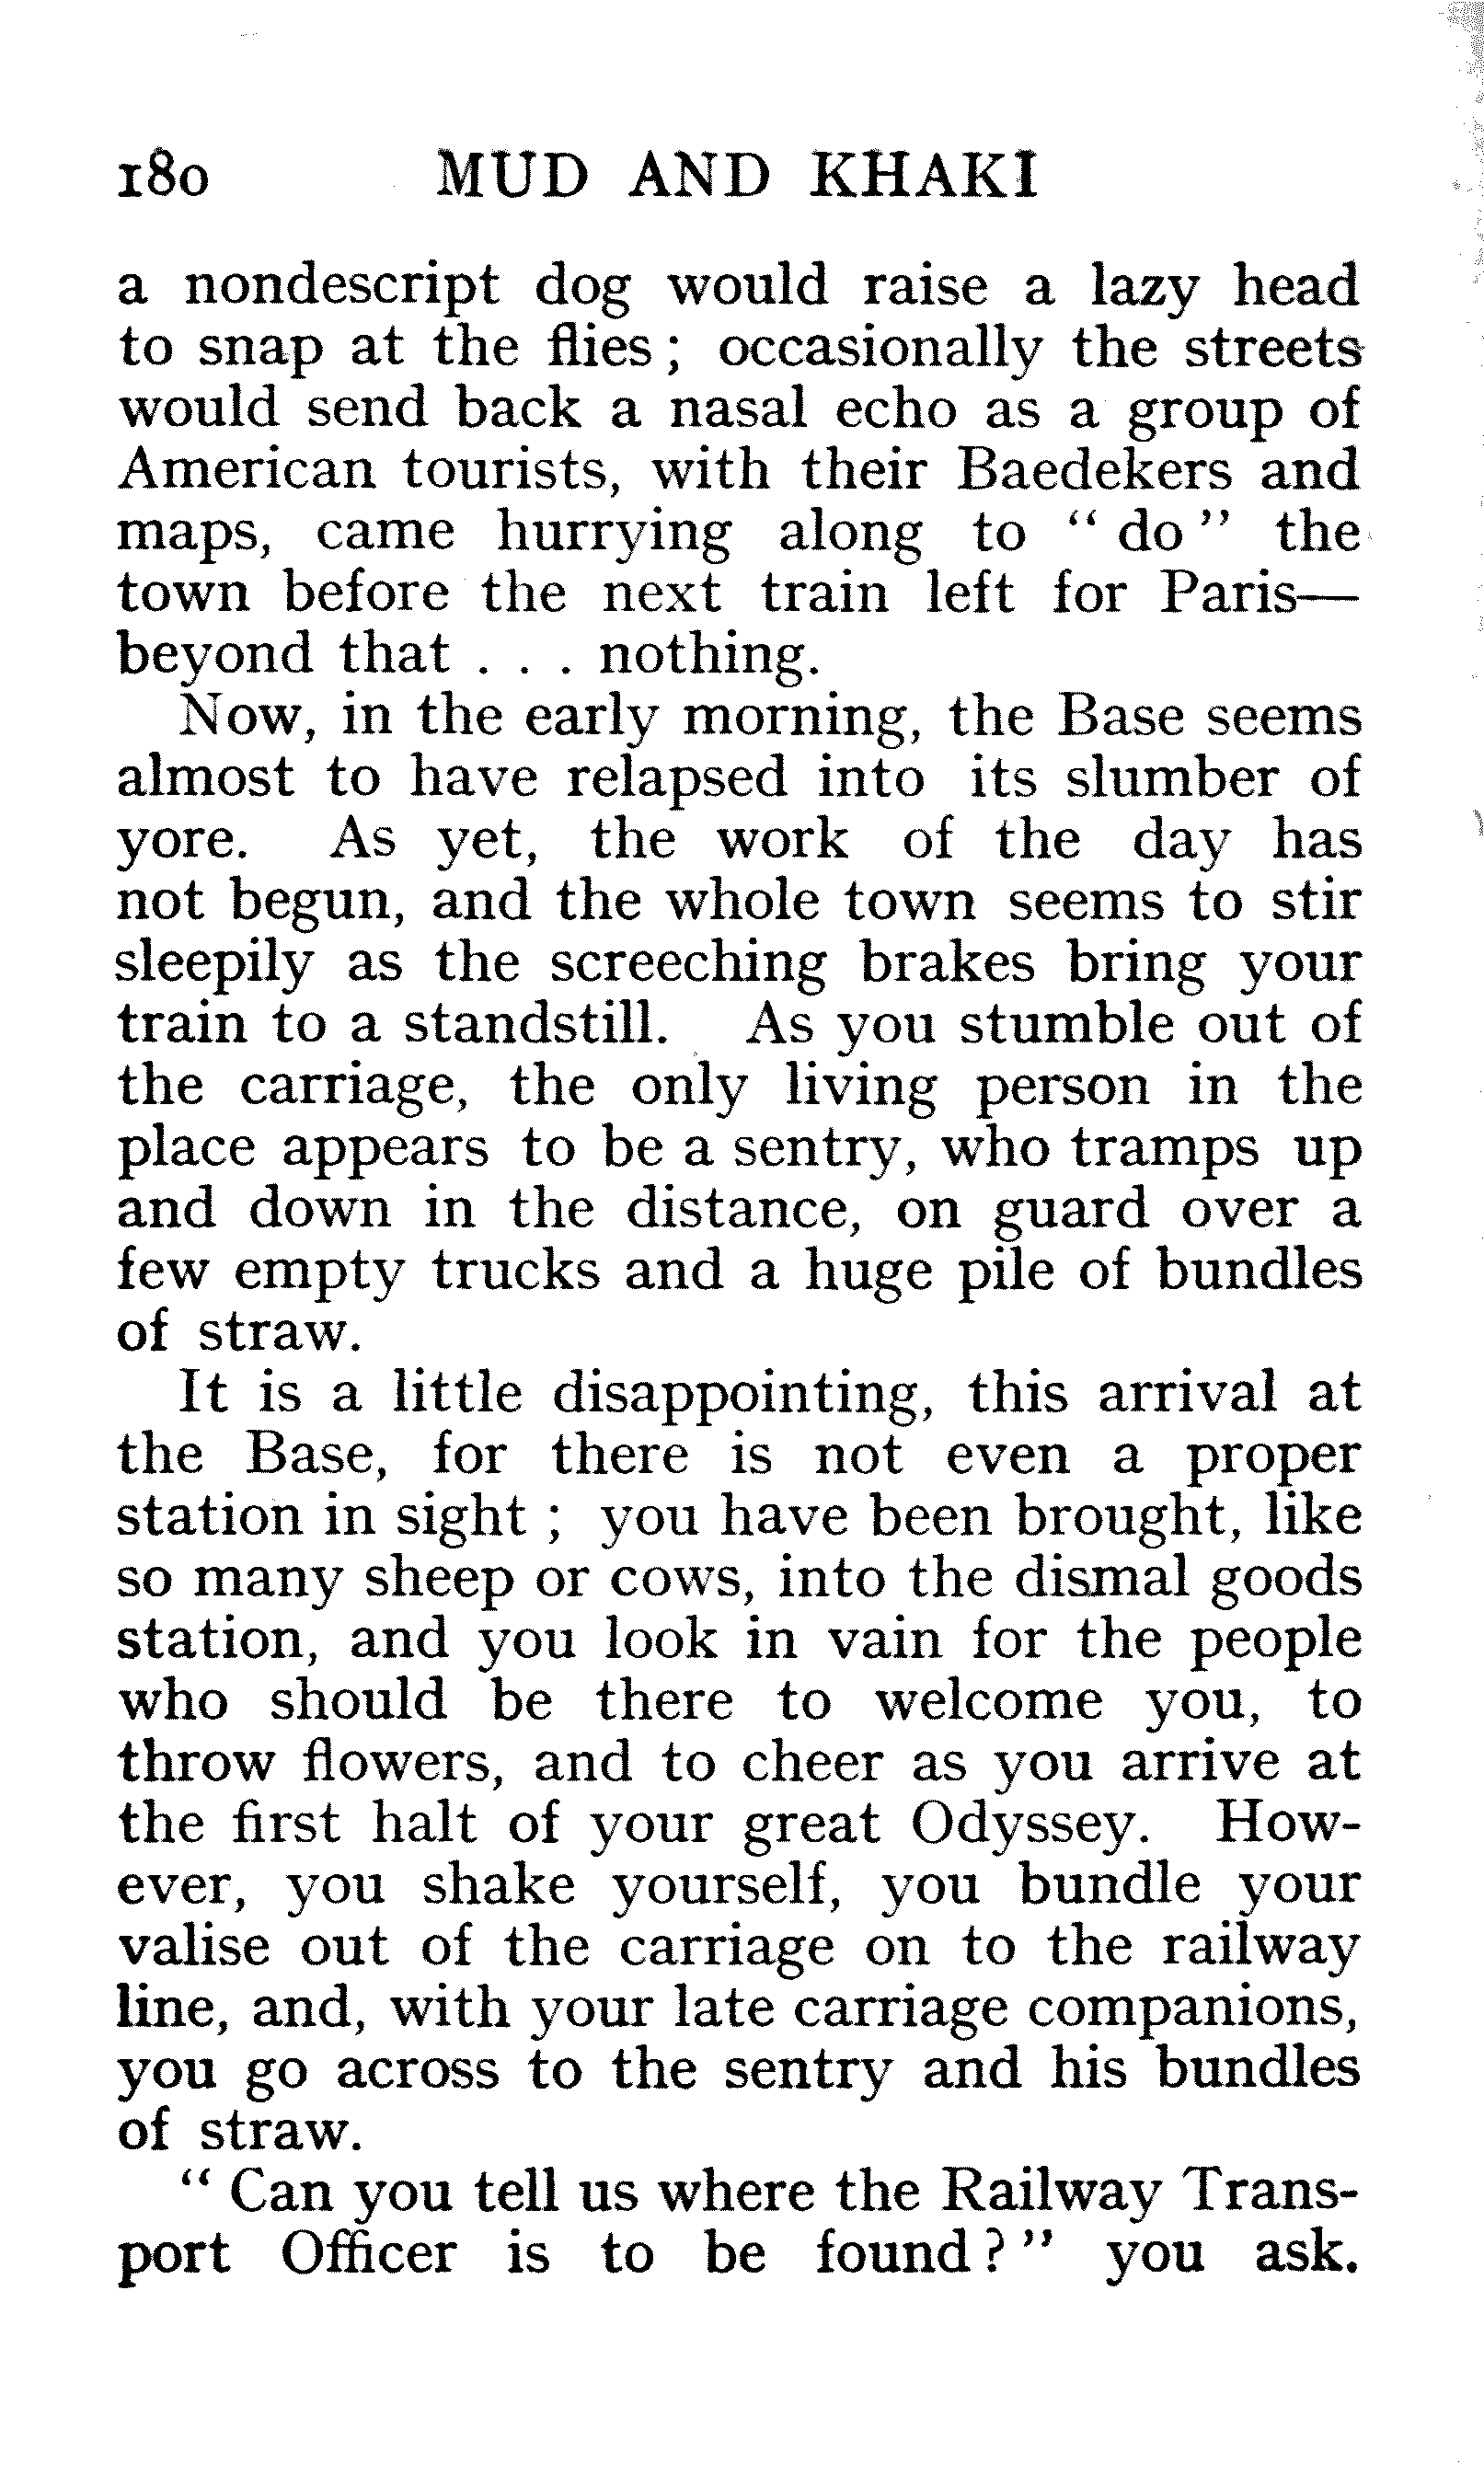 180 MUD AND KHAKI
a nondescript dog would raise a lazy head
to snap at the flies ; occasionally the streets
would send back a nasal echo as a group of
American tourists, with their Baedekers and
maps, came hurrying along to “ do ” the
town before the next train left for Paris—
beyond that . . . nothing.
Now, in the early morning, the Base seems
almost to have relapsed into its slumber of
yore. As yet, the work of the day has
not begun, and the whole town seems to stir
sleepily as the screeching brakes bring your
train to a standstill. As you stumble out of
the carriage, the only living person in the
place appears to be a sentry, who tramps up
and down in the distance, on guard over a
few empty trucks and a huge pile of bundles
of straw.
It is a little disappointing, this arrival at
the Base, for there is not even a proper
station in sight ; you have been brought, like
so many sheep or cows, into the dismal goods
station, and you look in vain for the people
who should be there to welcome you, to
throw flowers, and to cheer as you arrive at
the first halt of your great Odyssey. How-
ever, you shake yourself, you bundle your
valise out of the carriage on to the railway
line, and, with your late carriage companions,
you go across to the sentry and his bundles
of straw.
“ Can you tell us where the Railway Trans-
port Officer is to be found ? ” you ask.